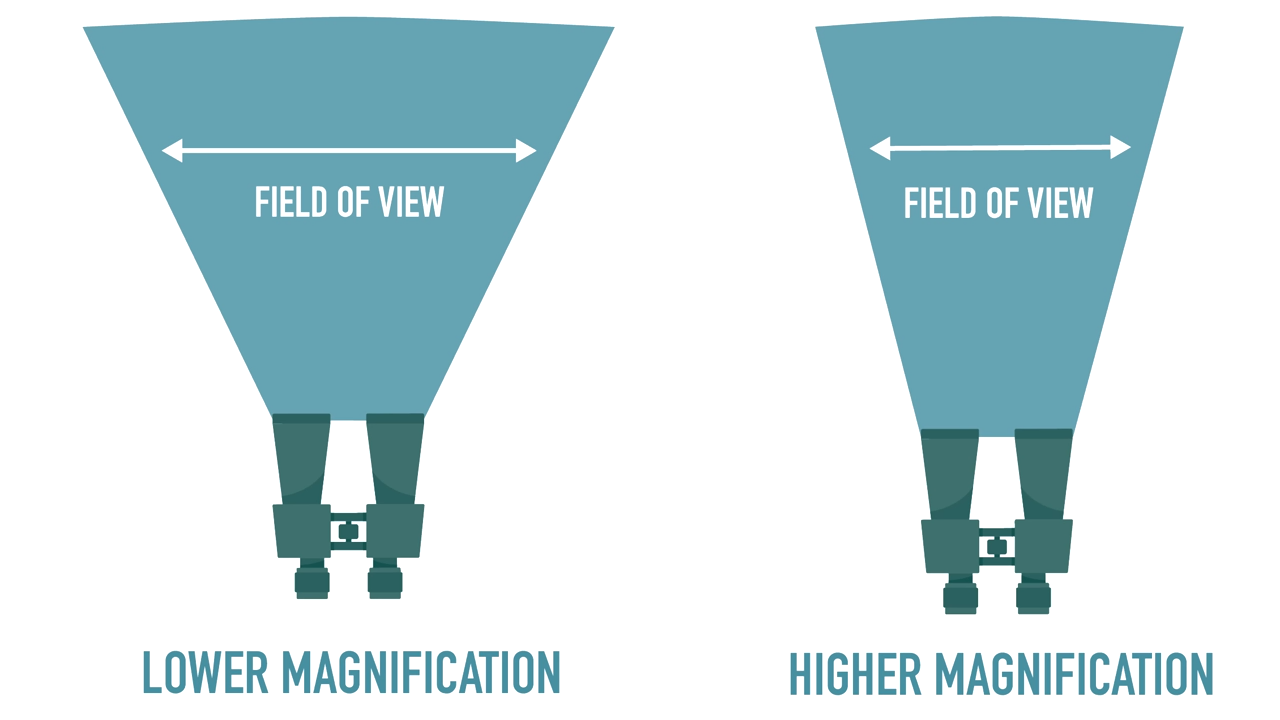 FIELD OF VIEW
FIELD OF VIEW
LOWER MAGNIFICATION
HIGHER MAGNIFICATION